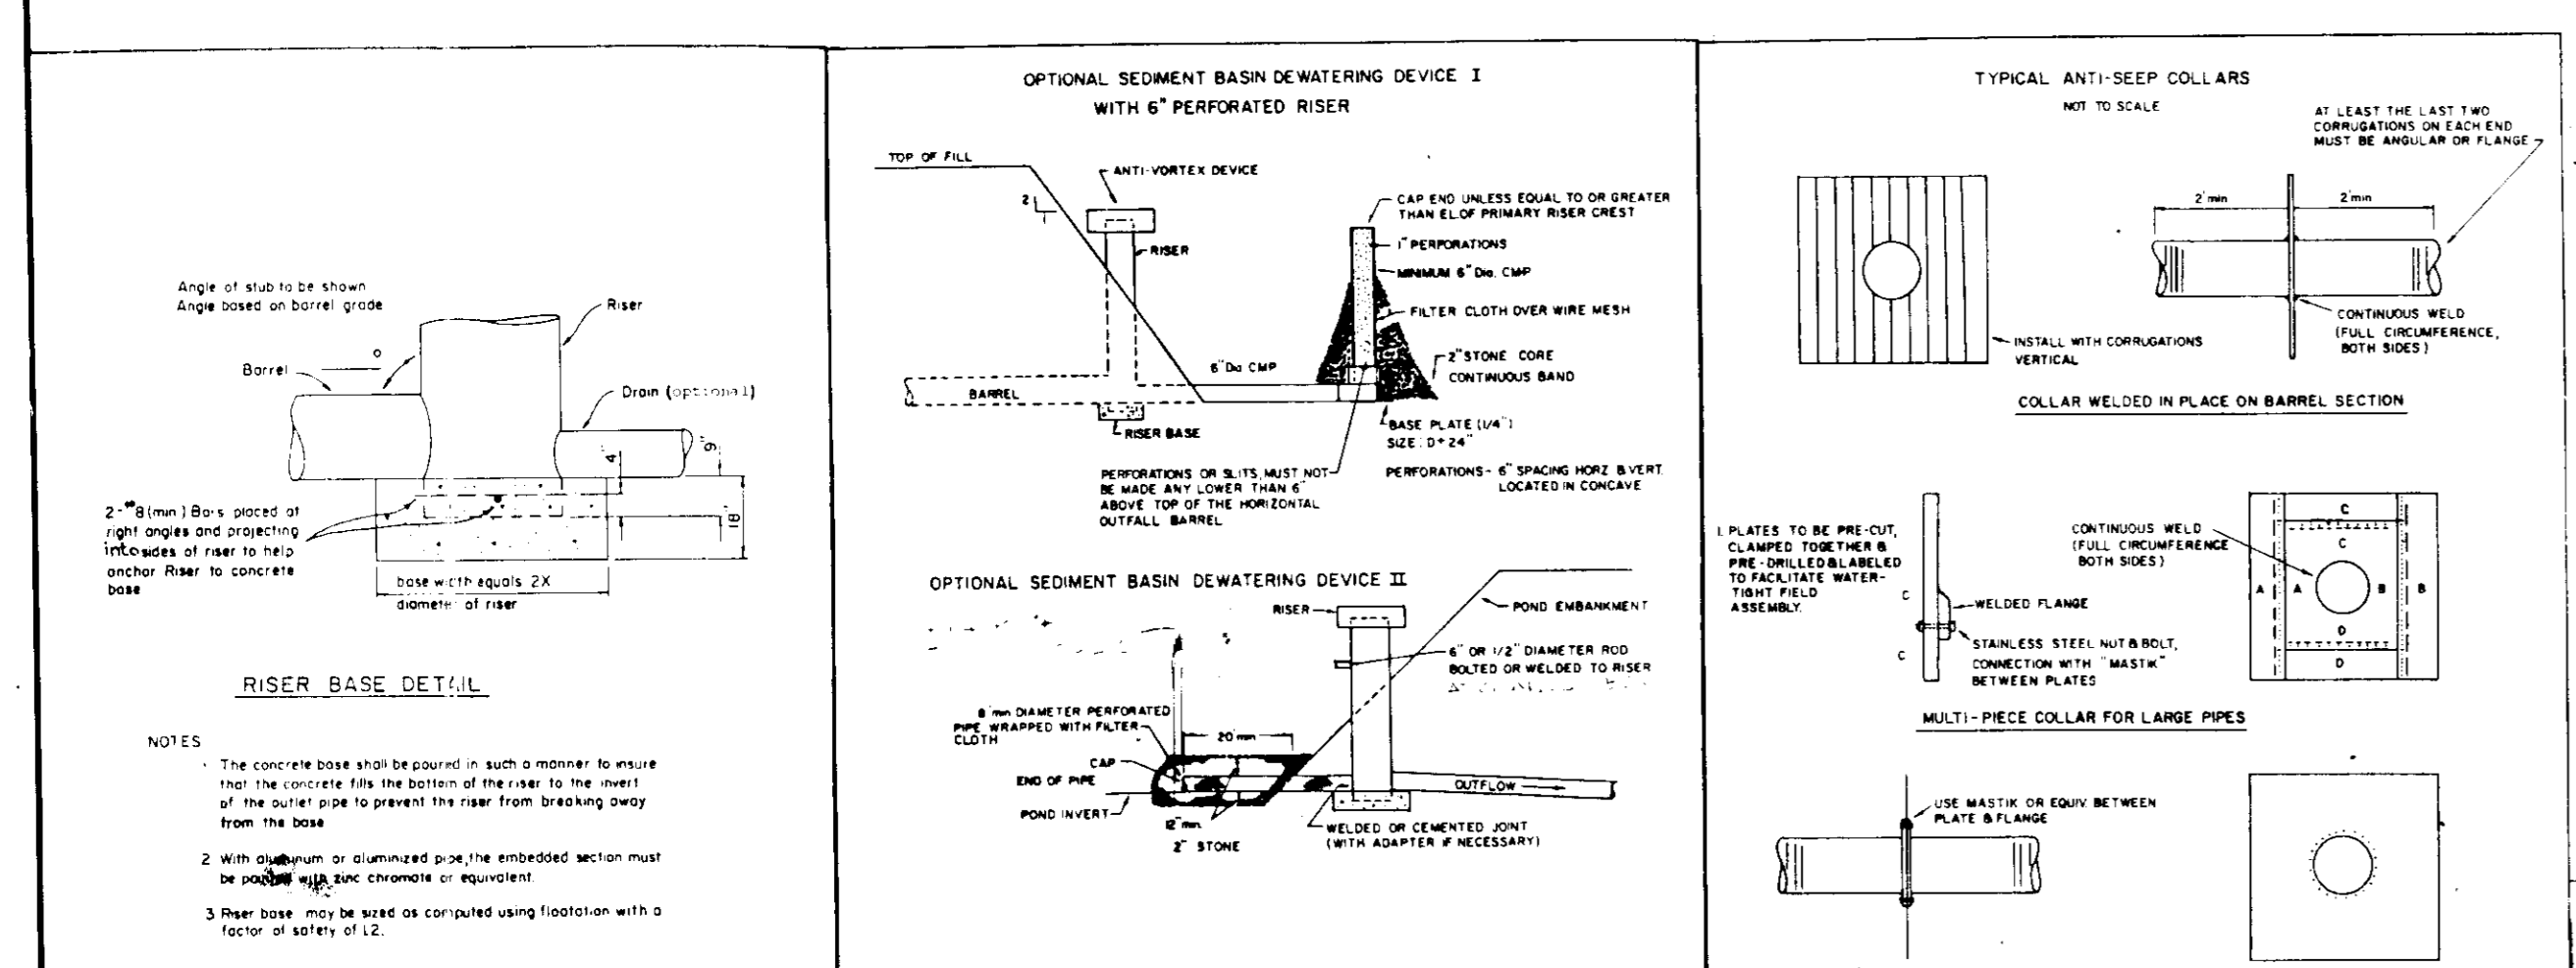 Angle of stub to be shown
Angle based on barrel grade
Riser
Barrel
o
Drain (optional)
4"
6"
18"
2-#8(min) Bars placed at
right angles and projecting
into sides of riser to help
anchor Riser to concrete
base
base width equals 2X
diameter of riser
RISER BASE DETAIL
NOTES
The concrete base shall be poured in such a manner to insure
that the concrete fills the bottom of the riser to the invert
of the outlet pipe to prevent the riser from breaking away
from the base
2 With aluminum or aluminized pipe, the embedded section must
be with zinc chromate or equivalent.
3 Riser base may be sized as computed using floatation with a
factor of safety of 1.2.
OPTIONAL SEDIMENT BASIN DEWATERING DEVICE I
WITH 6" PERFORATED RISER
TOP OF FILL
ANTI-VORTEX DEVICE
2
CAP END UNLESS EQUAL TO OR GREATER
THAN EL.OF PRIMARY RISER CREST
RISER
1" PERFORATIONS
MINIMUM 6" Dia. CMP
FILTER CLOTH OVER WIRE MESH
2" STONE CORE
CONTINUOUS BAND
6" Dia CMP
BARREL
RISER BASE
BASE PLATE (1/4")
SIZE: D+24"
PERFORATIONS OR SLITS, MUST NOT
BE MADE ANY LOWER THAN 6"
ABOVE TOP OF THE HORIZONTAL
OUTFALL BARREL
PERFORATIONS- 6" SPACING HORZ & VERT.
LOCATED IN CONCAVE
OPTIONAL SEDIMENT BASIN DEWATERING DEVICE II
RISER
POND EMBANKMENT
6" OR 1/2" DIAMETER ROD
BOLTED OR WELDED TO RISER
8" min DIAMETER PERFORATED
PIPE WRAPPED WITH FILTER
CLOTH
20' min
CAP
END OF PIPE
POND INVERT
OUTFLOW
12" min.
2" STONE
WELDED OR CEMENTED JOINT
(WITH ADAPTER IF NECESSARY)
TYPICAL ANTI-SEEP COLLARS
NOT TO SCALE
AT LEAST THE LAST TWO
CORRUGATIONS ON EACH END
MUST BE ANGULAR OR FLANGE
2' min
2' min
INSTALL WITH CORRUGATIONS
VERTICAL
CONTINUOUS WELD
(FULL CIRCUMFERENCE,
BOTH SIDES)
COLLAR WELDED IN PLACE ON BARREL SECTION
1. PLATES TO BE PRE-CUT,
CLAMPED TOGETHER &
PRE-DRILLED & LABELED
TO FACILITATE WATER-
TIGHT FIELD
ASSEMBLY.
C
C
WELDED FLANGE
STAINLESS STEEL NUT & BOLT,
CONNECTION WITH "MASTIK"
BETWEEN PLATES
CONTINUOUS WELD
(FULL CIRCUMFERENCE
BOTH SIDES)
C
C
A A B B
D
D
MULTI-PIECE COLLAR FOR LARGE PIPES
USE MASTIK OR EQUIV. BETWEEN
PLATE & FLANGE